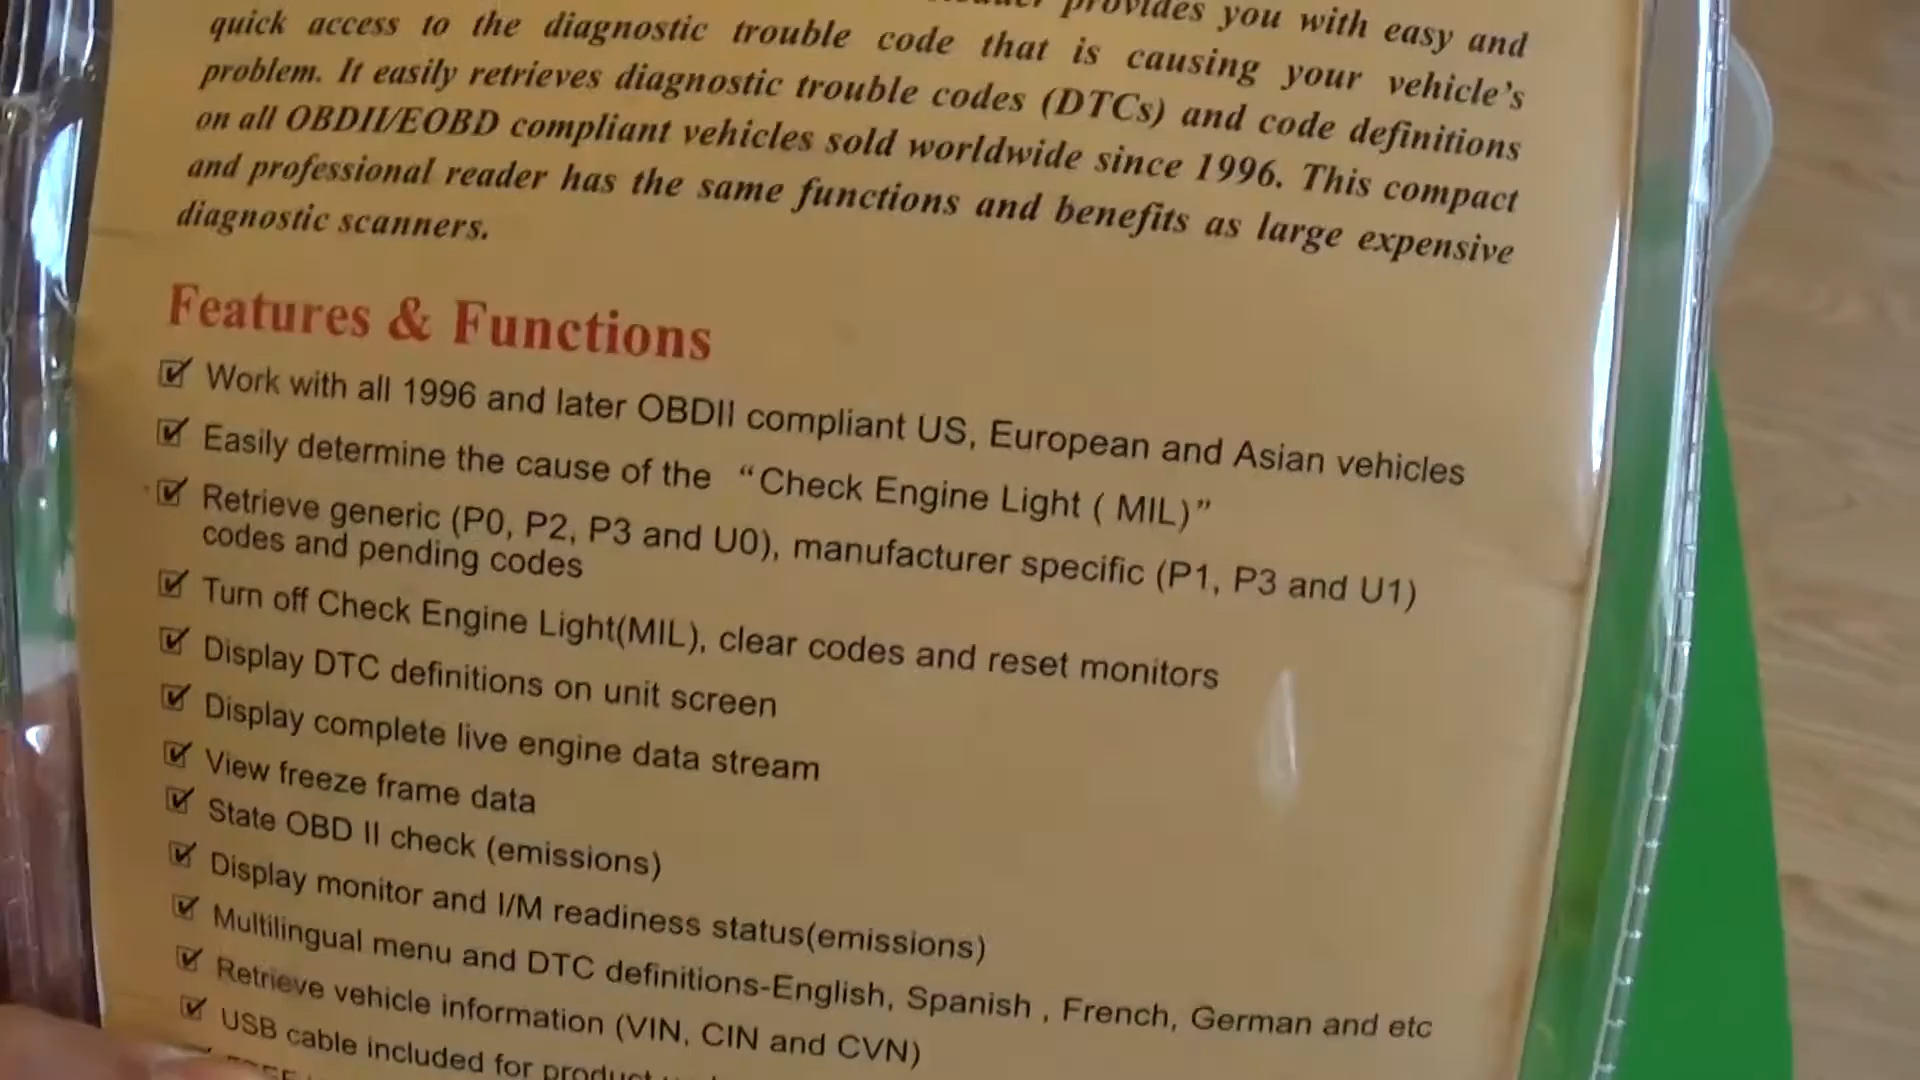 provides you with easy and
quick access to the diagnostic trouble code that is causing your vehicle's
problem. It easily retrieves diagnostic trouble codes (DTCs) and code definitions
on all OBDII/EOBD compliant vehicles sold worldwide since 1996. This compact
and professional reader has the same functions and benefits as large expensive
diagnostic scanners.
Features & Functions
Work with all 1996 and later OBDII compliant US, European and Asian vehicles
Easily determine the cause of the “Check Engine Light ( MIL)”
Retrieve generic (P0, P2, P3 and U0), manufacturer specific (P1, P3 and U1)
codes and pending codes
Turn off Check Engine Light(MIL), clear codes and reset monitors
Display DTC definitions on unit screen
Display complete live engine data stream
View freeze frame data
State OBD II check (emissions)
Display monitor and I/M readiness status(emissions)
Multilingual menu and DTC definitions-English, Spanish , French, German and etc
Retrieve vehicle information (VIN, CIN and CVN)
USB cable included for product